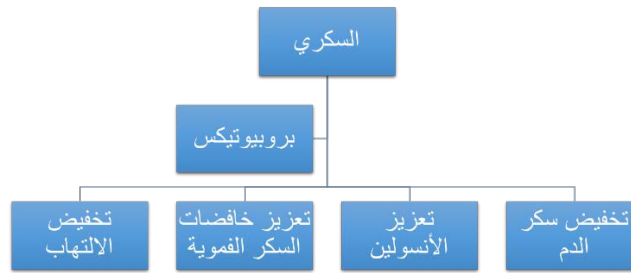 السكري
بروبيوتيكس
تخفيض سكر
الدم
تعزيز
الأنسولين
تعزيز خافضات
السكر الفموية
تخفيض
الالتهاب